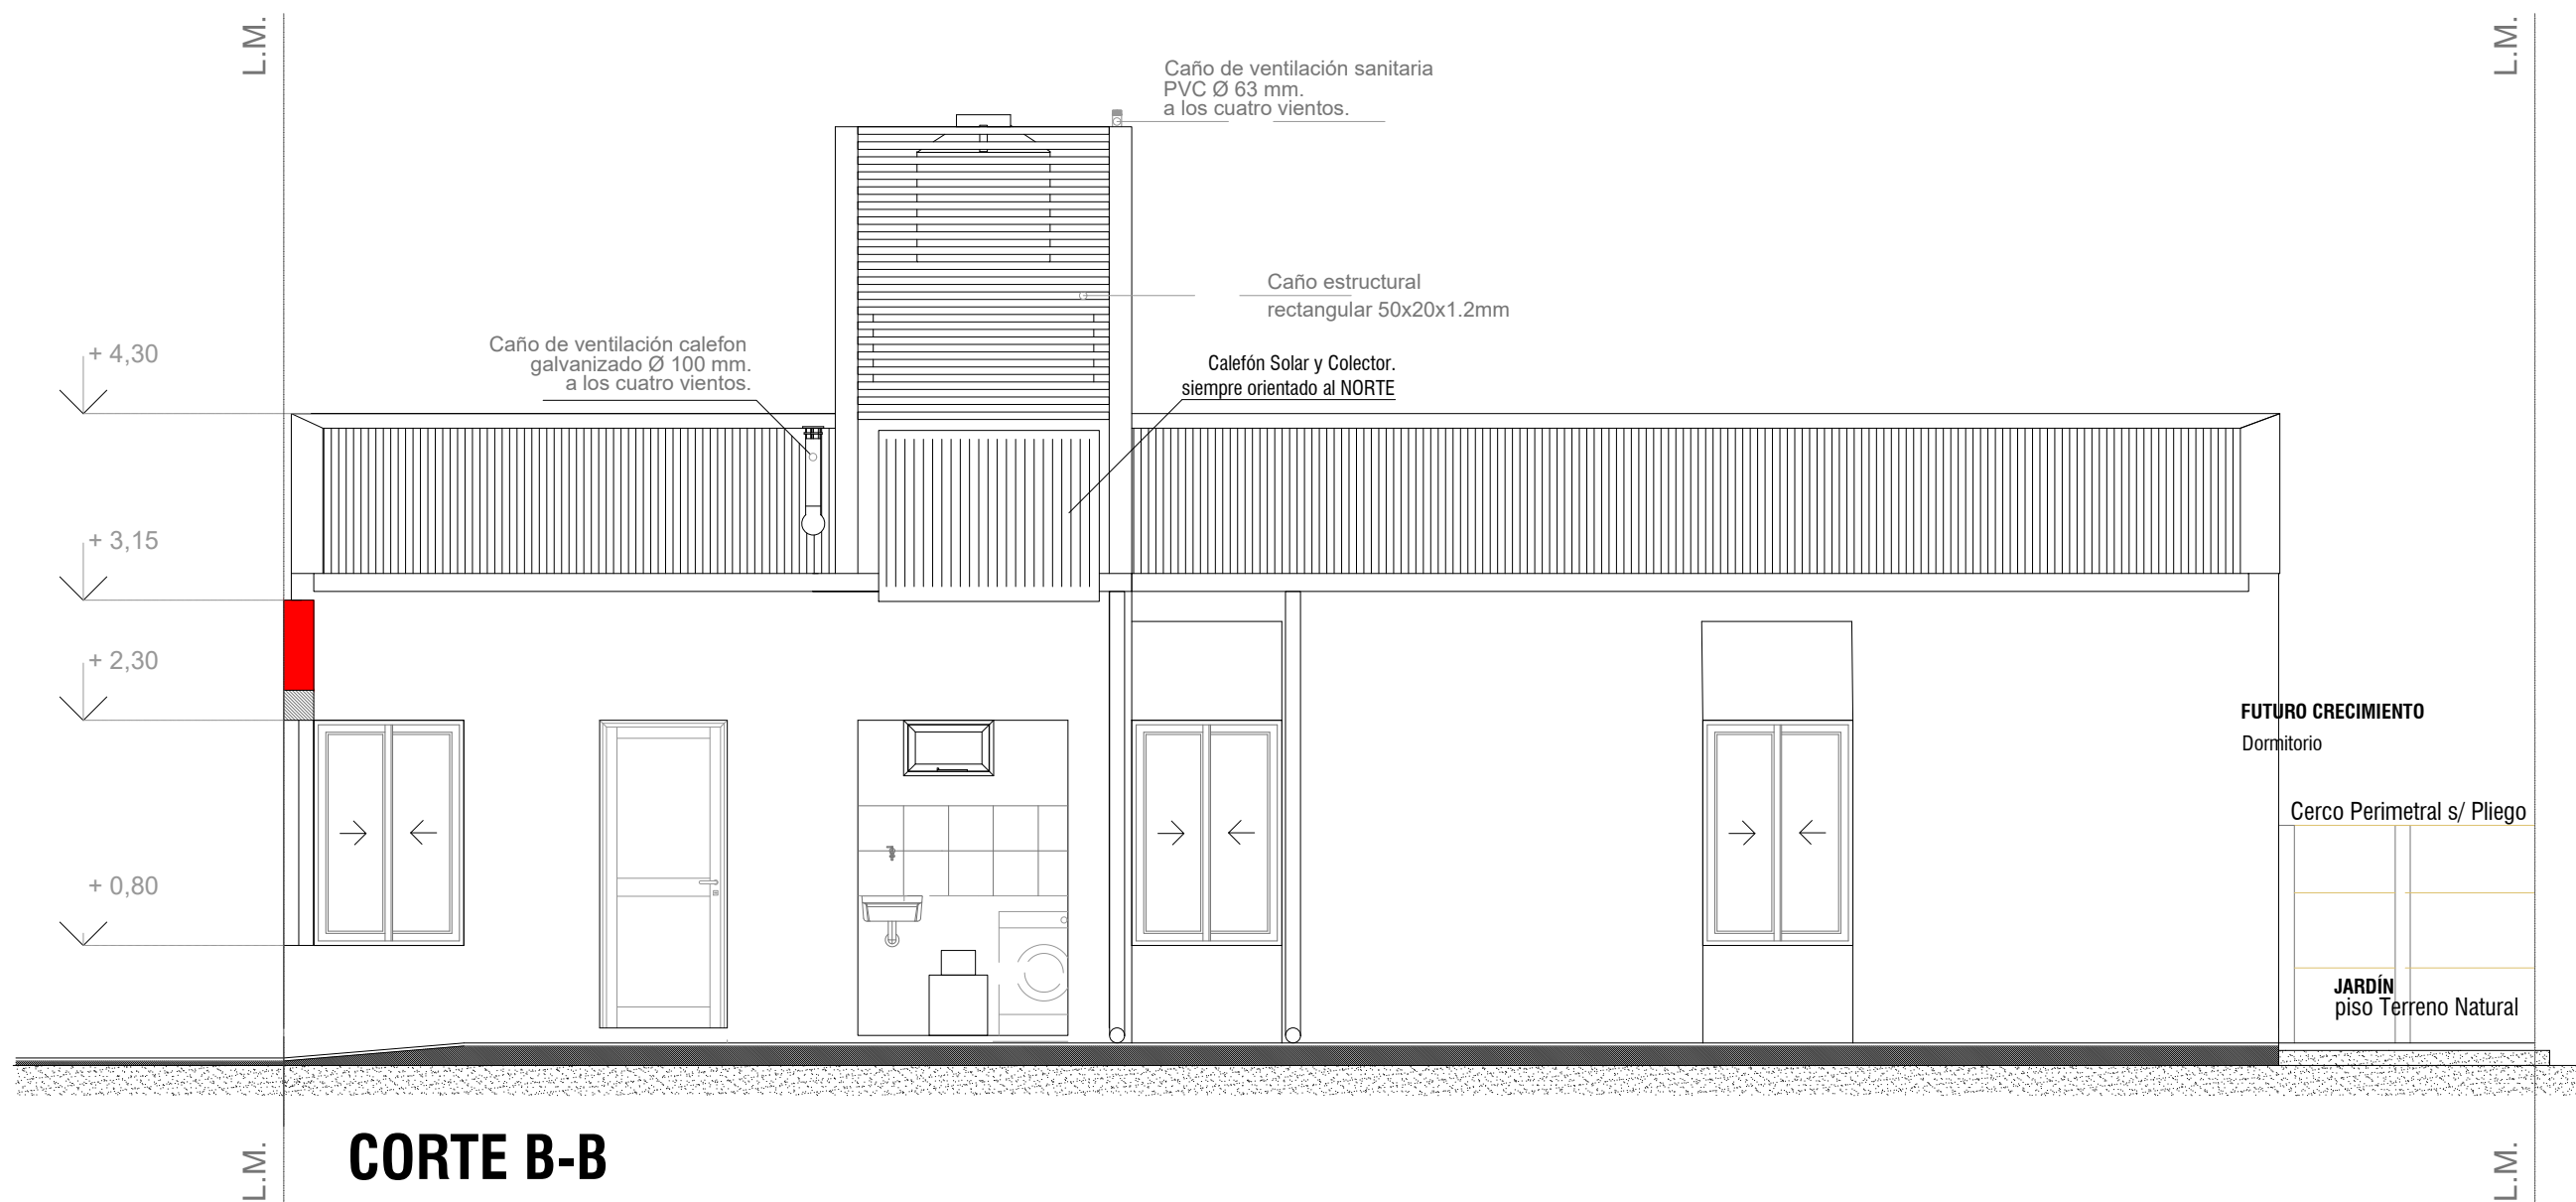 L.M.
L.M.
Caño de ventilación sanitaria
PVC Ø 63 mm.
a los cuatro vientos.
Caño estructural
rectangular 50x20x1.2mm
Caño de ventilación calefon
galvanizado Ø 100 mm.
a los cuatro vientos.
Calefón Solar y Colector.
siempre orientado al NORTE
+ 4,30
+ 3,15
+ 2,30
+ 0,80
FUTURO CRECIMIENTO
Dormitorio
Cerco Perimetral s/ Pliego
JARDÍN
piso Terreno Natural
CORTE B-B
L.M.
L.M.